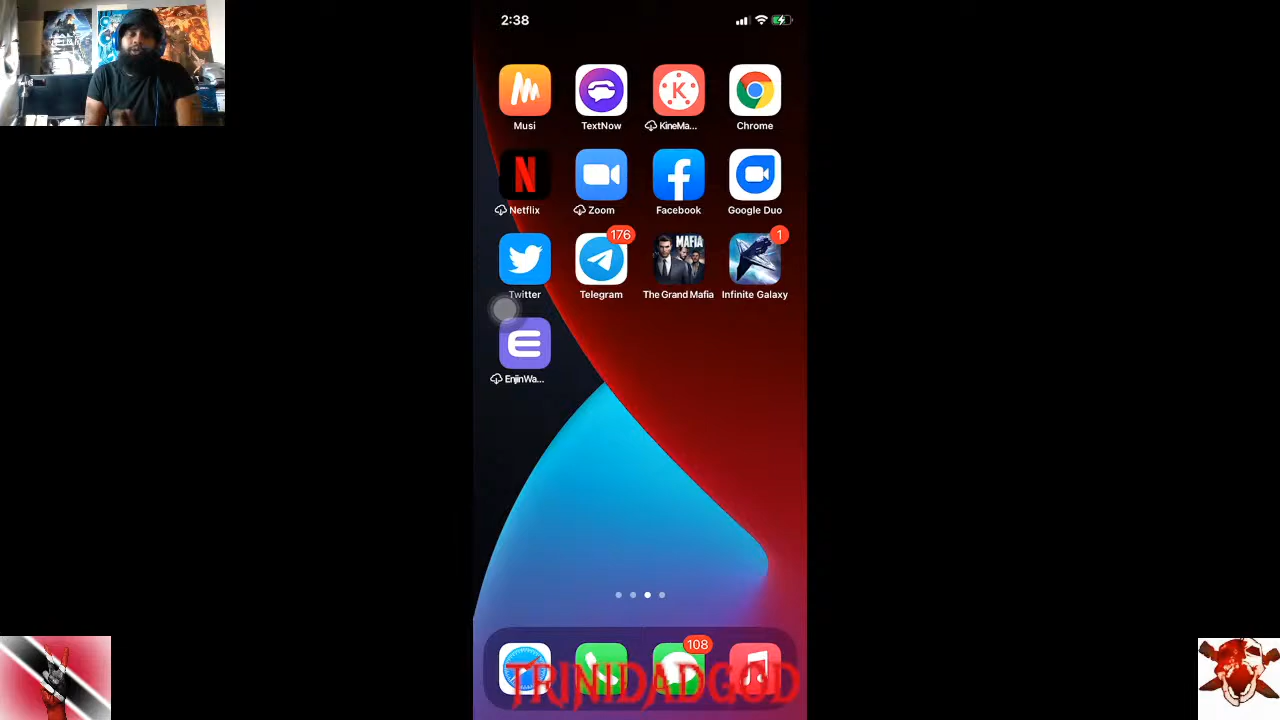 2:38
Musi
TextNow
K
KineMa...
Chrome
N
Netflix
Zoom
Facebook
Google Duo
176
MAFIA
1
Twitter
Telegram
The Grand Mafia
Infinite Galaxy
EnjinWa...
108
TRINIDADGOD